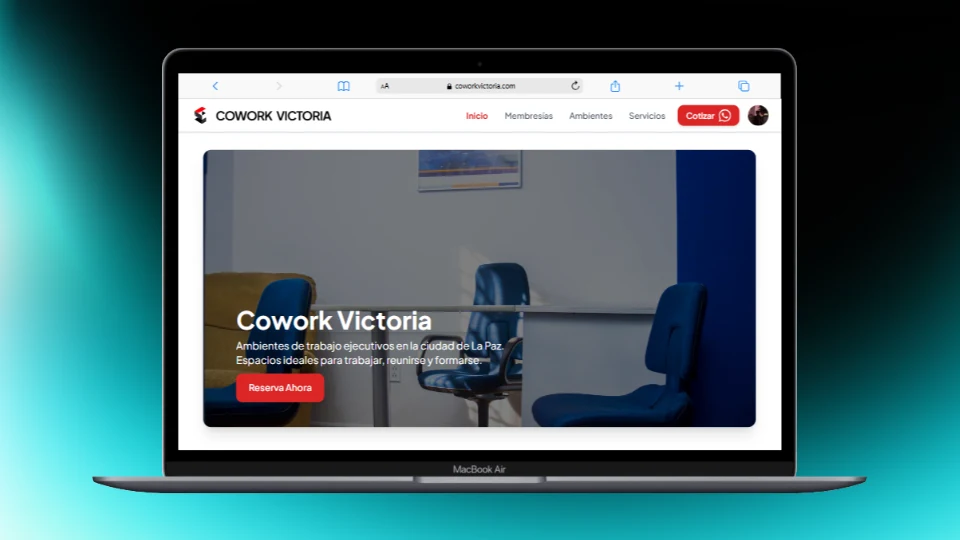 AA coworkvictoria.com
COWORK VICTORIA
Inicio Membresías Ambientes Servicios Cotizar
Cowork Victoria
Ambientes de trabajo ejecutivos en la ciudad de La Paz.
Espacios ideales para trabajar, reunirse y formarse.
Reserva Ahora
MacBook Air